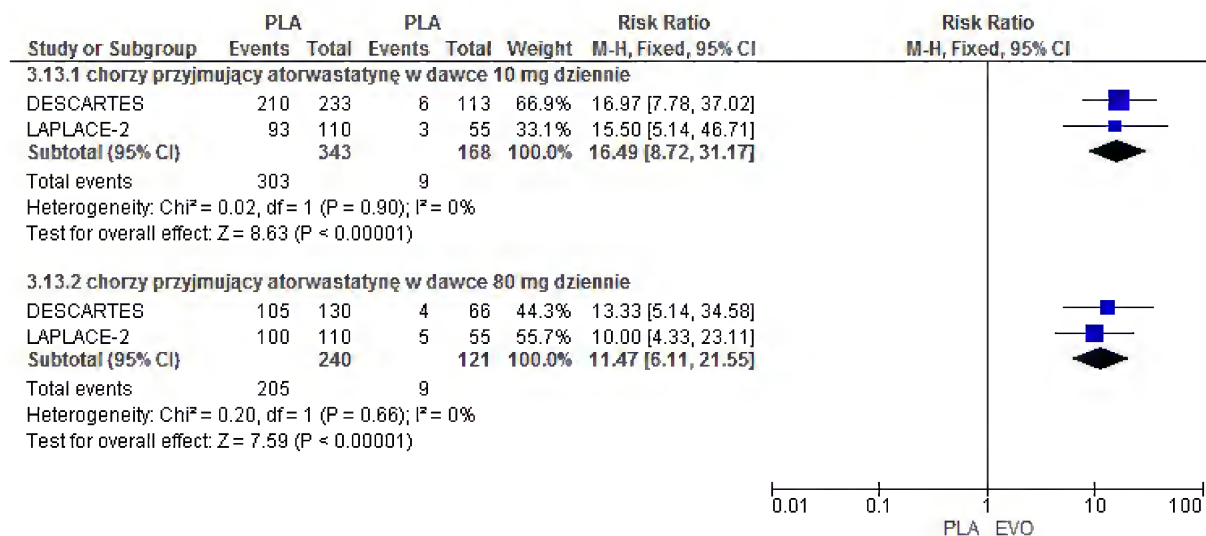 PLA PLA Risk Ratio Risk Ratio
Study or Subgroup Events Total Events Total Weight M-H, Fixed, 95% CI M-H, Fixed, 95% CI
3.13.1 chorzy przyjmujący atorwastatynę w dawce 10 mg dziennie
DESCARTES 210 233 6 113 66.9% 16.97 [7.78, 37.02]
LAPLACE-2 93 110 3 55 33.1% 15.50 [5.14, 46.71]
Subtotal (95% CI) 343 168 100.0% 16.49 [8.72, 31.17]
Total events 303 9
Heterogeneity: Chi² = 0.02, df = 1 (P = 0.90); I² = 0%
Test for overall effect: Z = 8.63 (P < 0.00001)
3.13.2 chorzy przyjmujący atorwastatynę w dawce 80 mg dziennie
DESCARTES 105 130 4 66 44.3% 13.33 [5.14, 34.58]
LAPLACE-2 100 110 5 55 55.7% 10.00 [4.33, 23.11]
Subtotal (95% CI) 240 121 100.0% 11.47 [6.11, 21.55]
Total events 205 9
Heterogeneity: Chi² = 0.20, df = 1 (P = 0.66); I² = 0%
Test for overall effect: Z = 7.59 (P < 0.00001)
0.01 0.1 1 10 100
PLA EVO